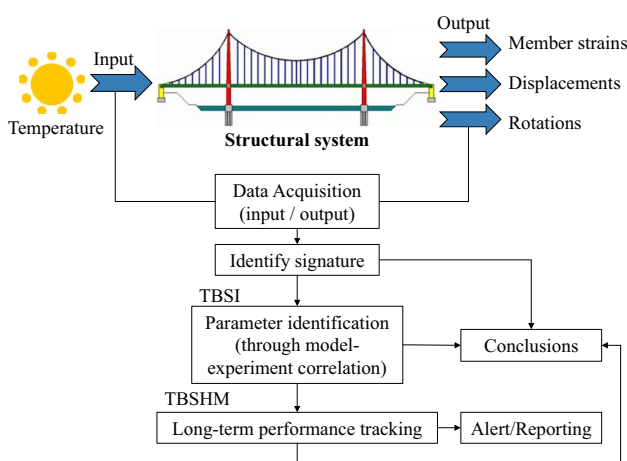 Output
Input
Member strains
Displacements
Rotations
Temperature
Structural system
Data Acquisition
(input / output)
Identify signature
TBSI
Parameter identification
(through model-
experiment correlation)
Conclusions
TBSHM
Long-term performance tracking
Alert/Reporting